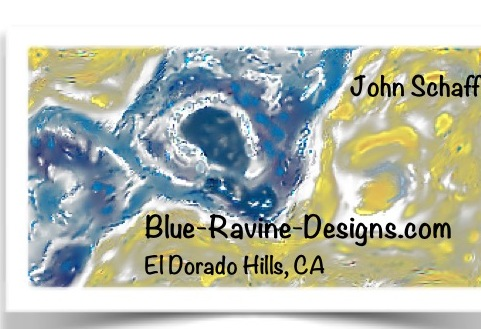 John Schaff
Blue-Ravine-Designs.com
El Dorado Hills, CA